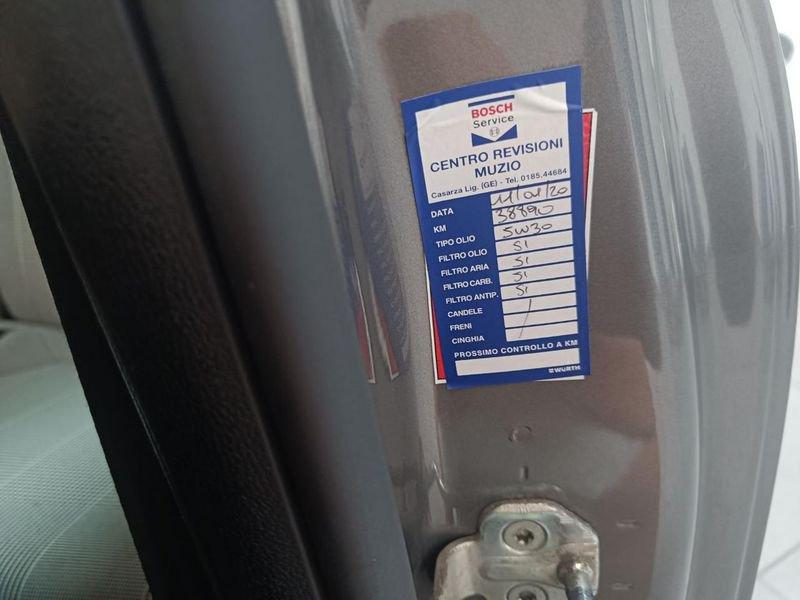 BOSCH
Service
CENTRO REVISIONI
MUZIO
Casarza Lig. (GE) - Tel. 0185.44684
DATA 11/01/20
KM 38890
TIPO OLIO 5W30
FILTRO OLIO SI
FILTRO ARIA SI
FILTRO CARB. SI
FILTRO ANTIP. SI
CANDELE /
FRENI
CINGHIA
PROSSIMO CONTROLLO A KM
WÜRTH